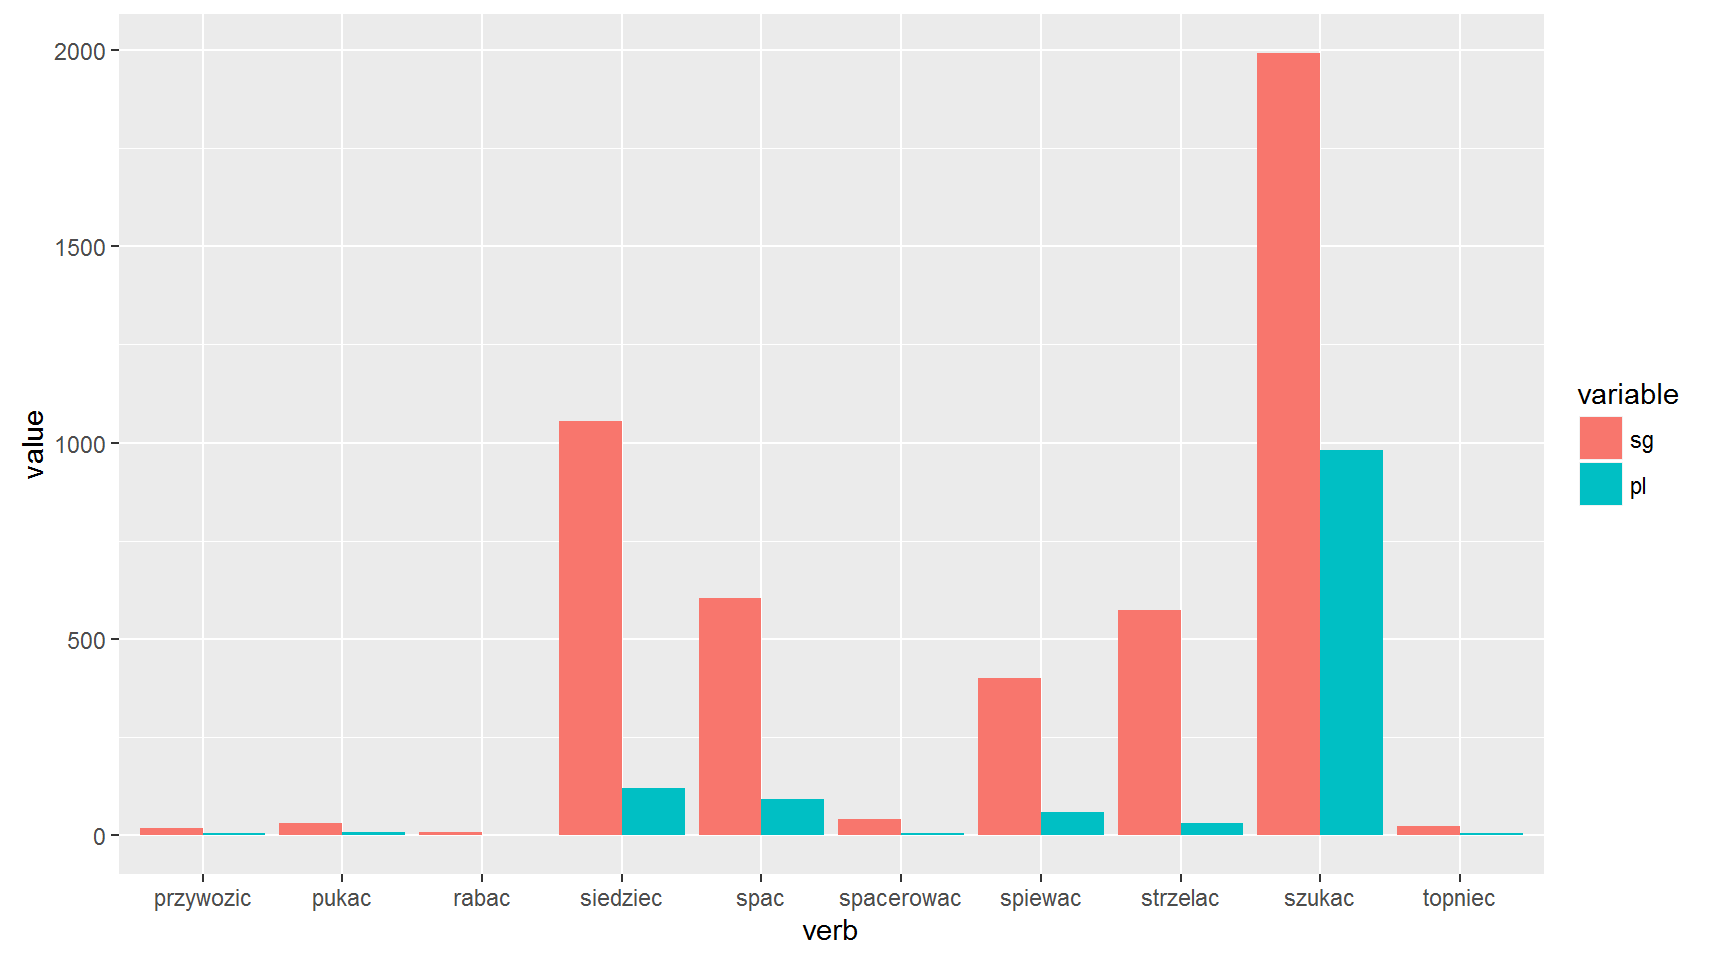 2000
1500
1000
500
0
value
przywozic pukac rabac siedziec spac spacerowac spiewac strzelac szukac topniec
verb
variable
sg
pl